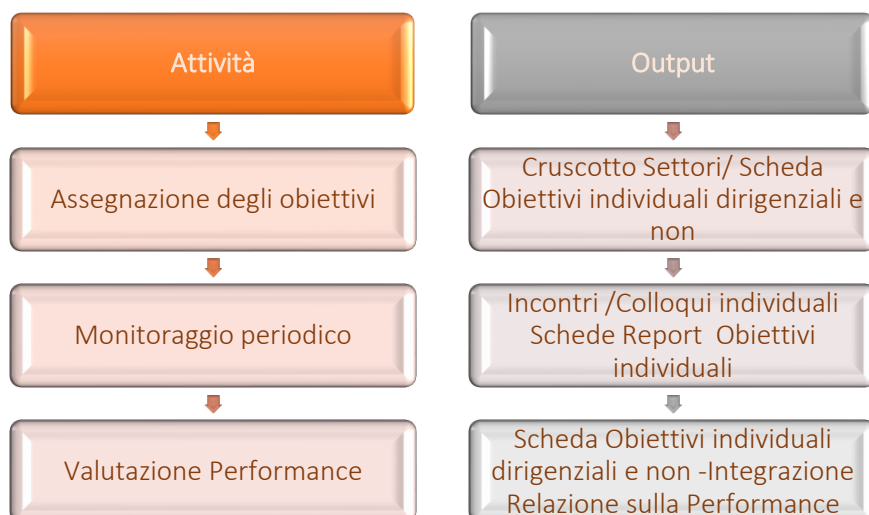 Attività
Assegnazione degli obiettivi
Monitoraggio periodico
Valutazione Performance
Output
Cruscotto Settori/ Scheda
Obiettivi individuali dirigenziali e
non
Incontri /Colloqui individuali
Schede Report Obiettivi
individuali
Scheda Obiettivi individuali
dirigenziali e non -Integrazione
Relazione sulla Performance